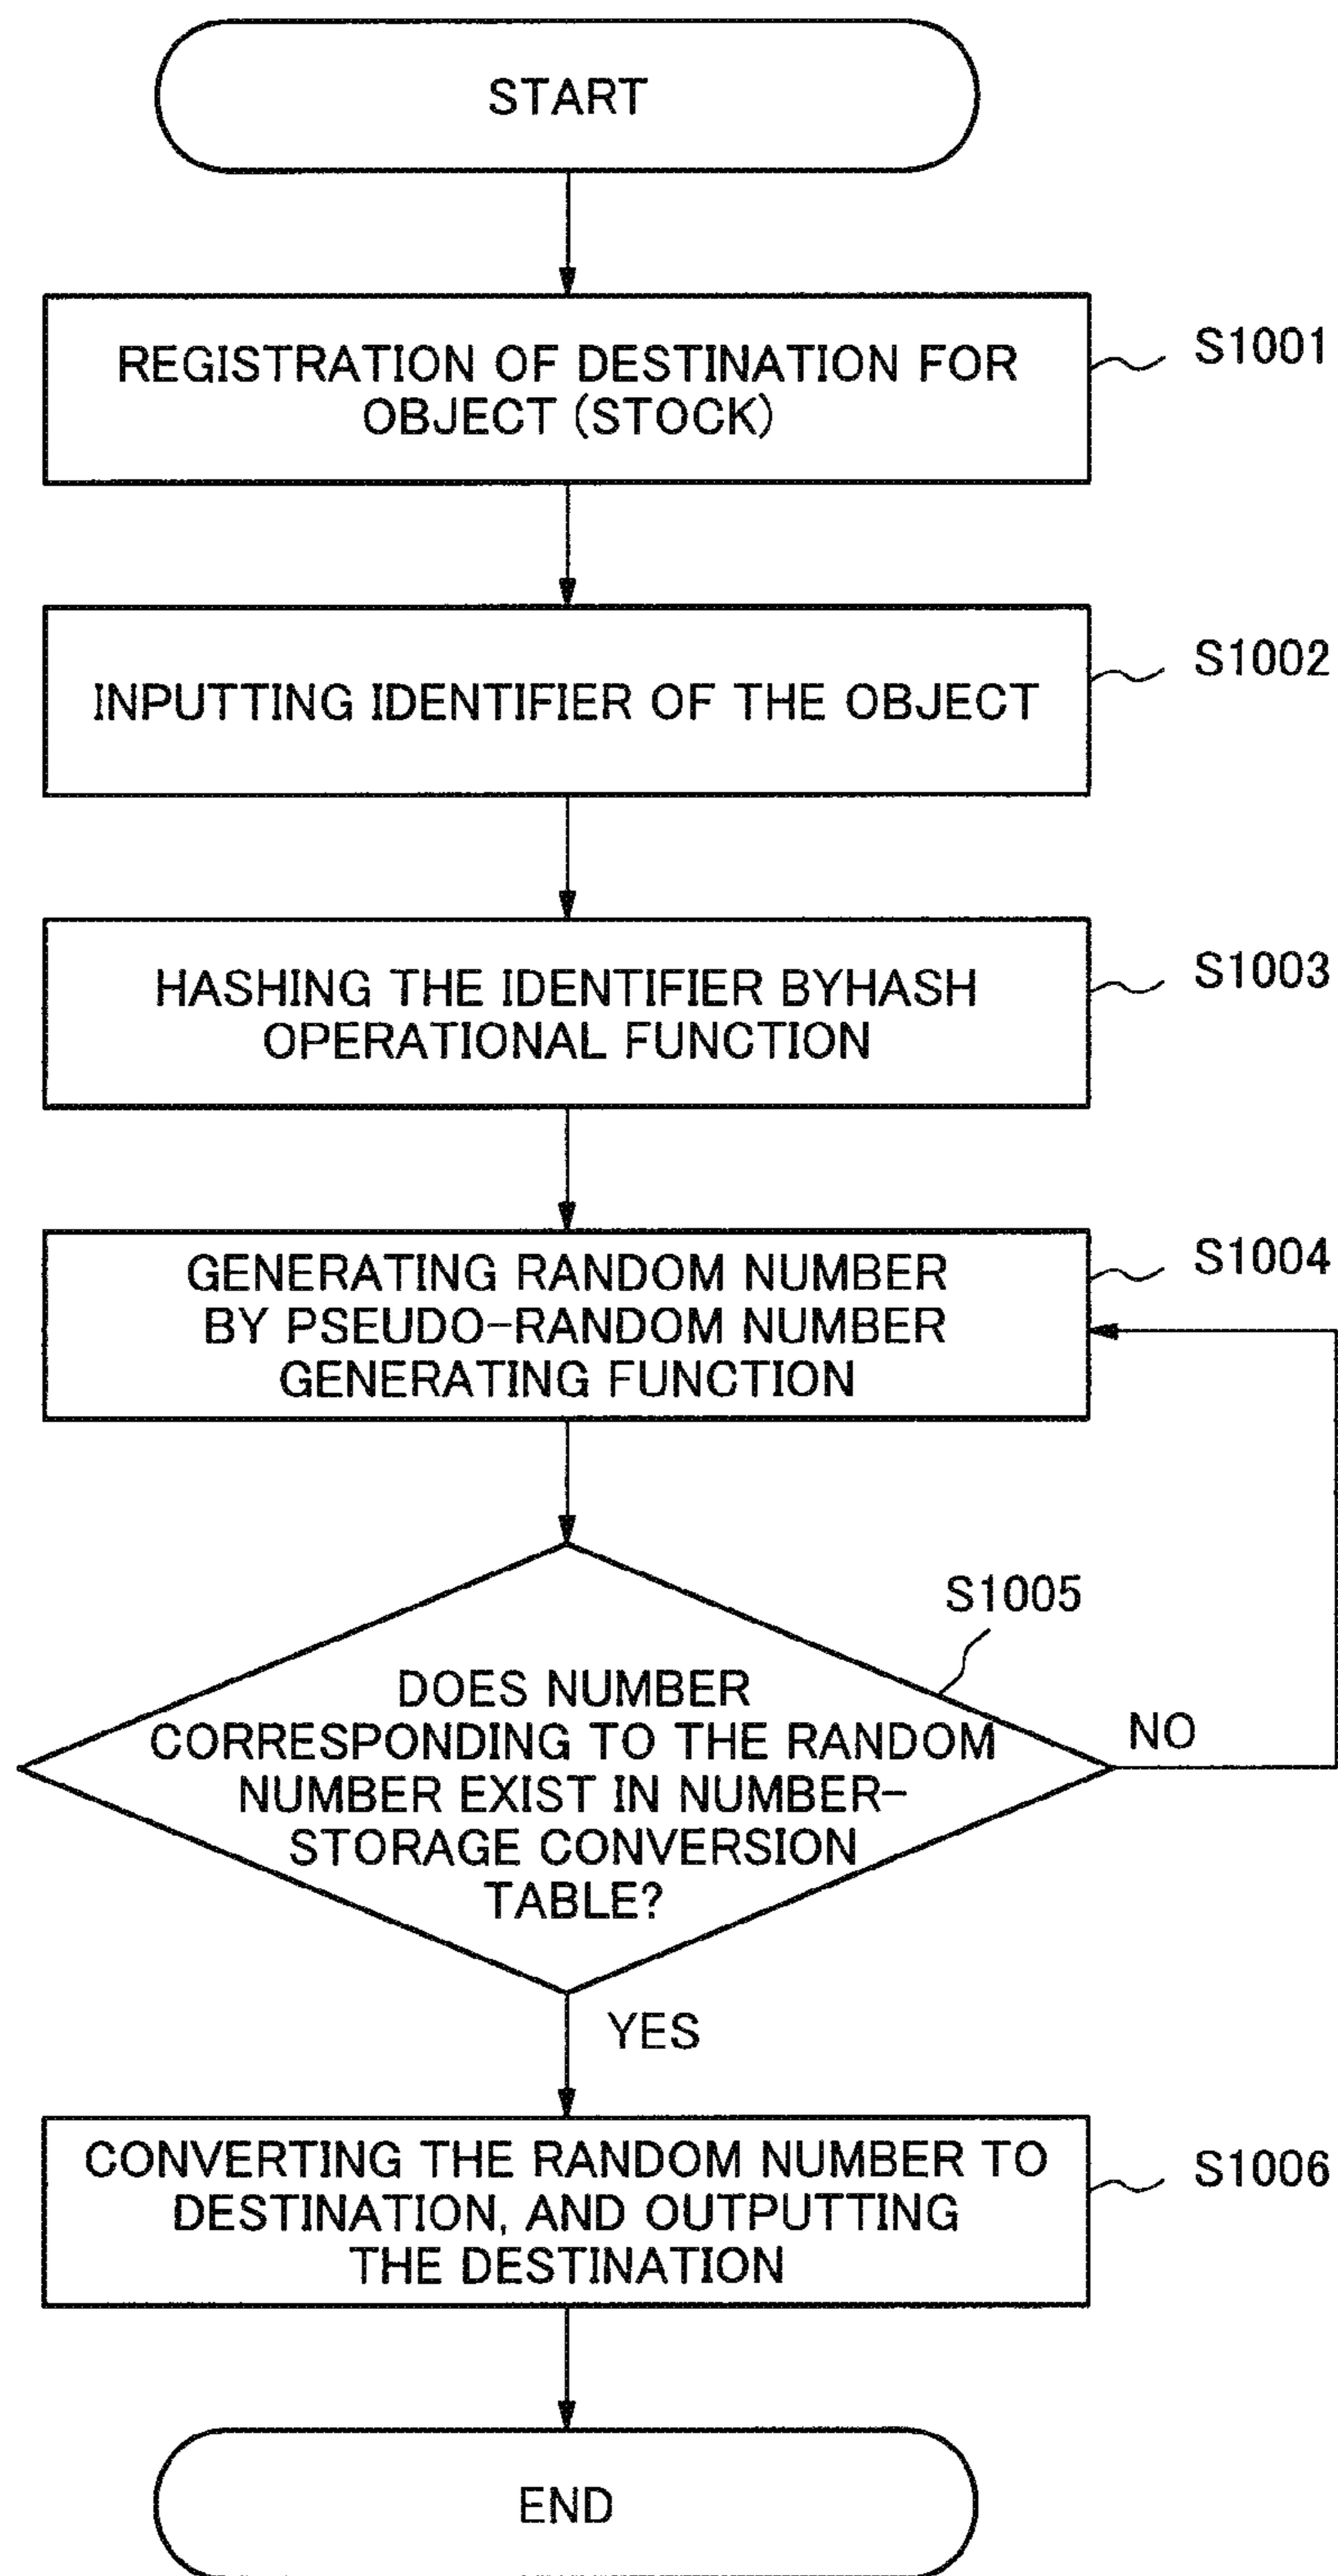 START
REGISTRATION OF DESTINATION FOR
OBJECT (STOCK)
S1001
INPUTTING IDENTIFIER OF THE OBJECT
S1002
HASHING THE IDENTIFIER BYHASH
OPERATIONAL FUNCTION
S1003
GENERATING RANDOM NUMBER
BY PSEUDO-RANDOM NUMBER
GENERATING FUNCTION
S1004
S1005
DOES NUMBER
CORRESPONDING TO THE RANDOM
NUMBER EXIST IN NUMBER-
STORAGE CONVERSION
TABLE?
NO
YES
CONVERTING THE RANDOM NUMBER TO
DESTINATION, AND OUTPUTTING
THE DESTINATION
S1006
END